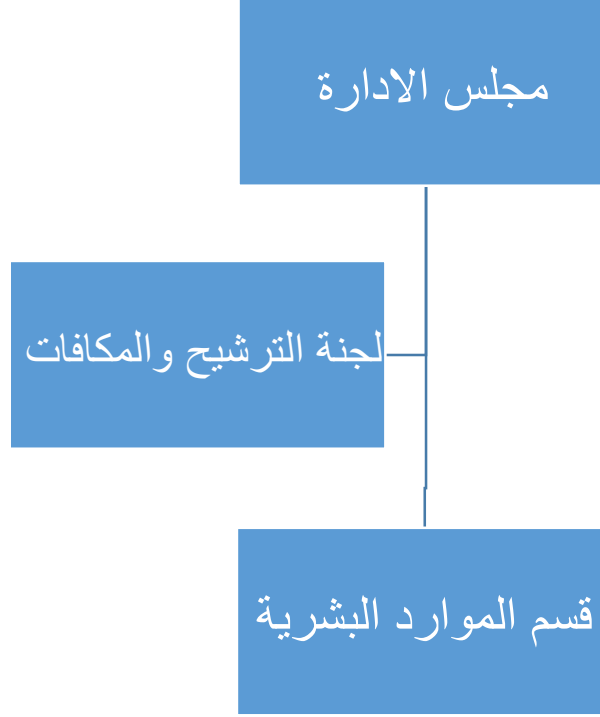 مجلس الادارة
لجنة الترشيح والمكافات
قسم الموارد البشرية